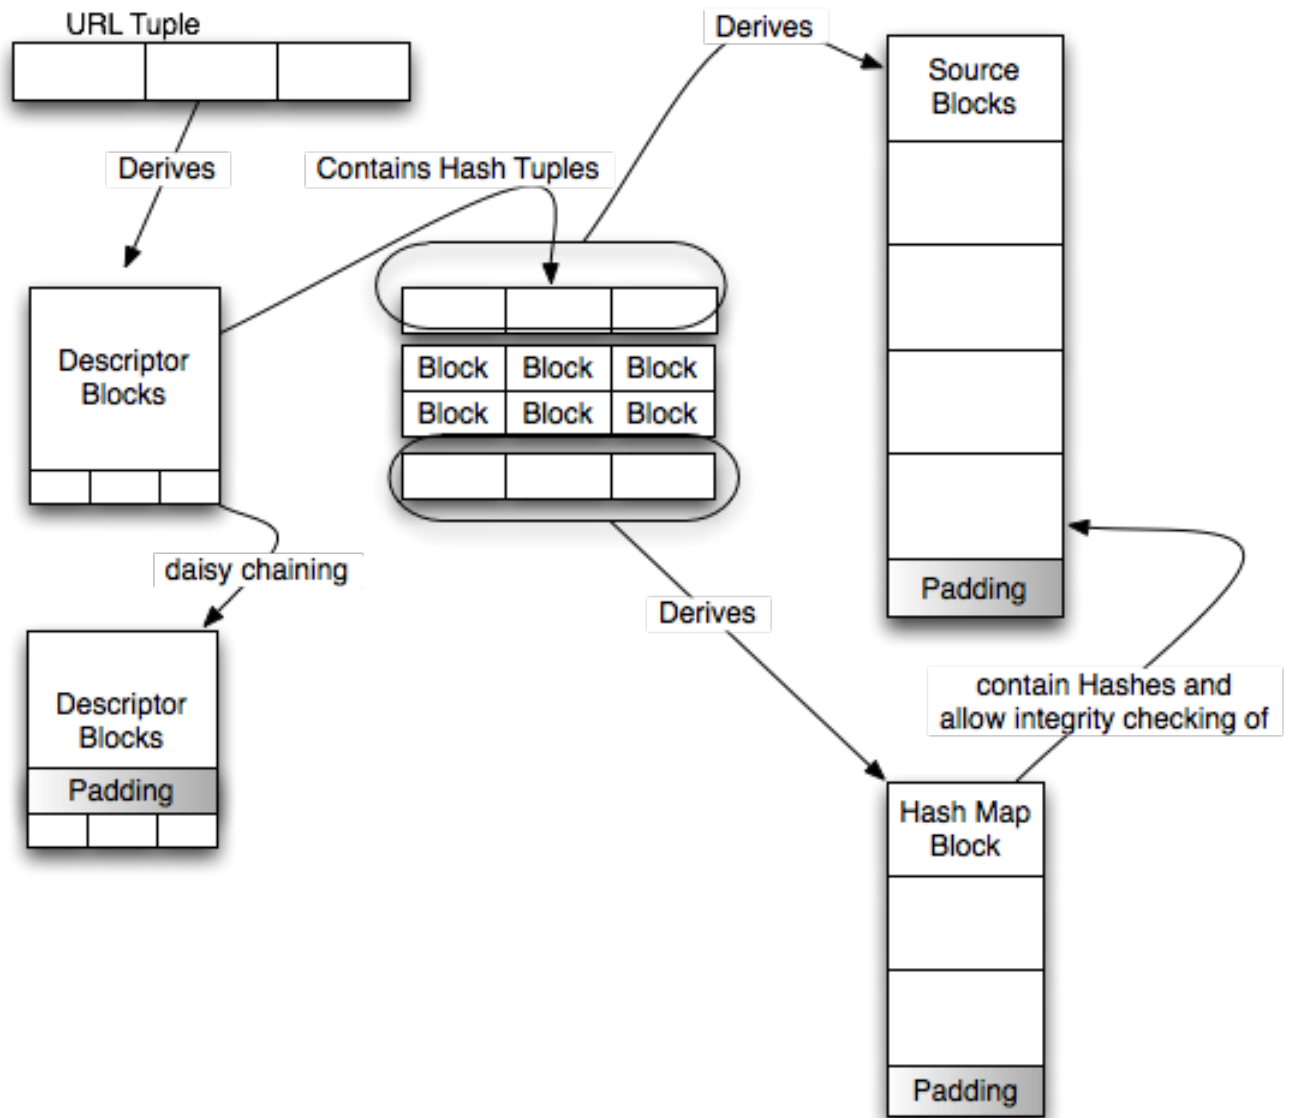 URL Tuple
Derives
Derives
Source
Blocks
Contains Hash Tuples
Descriptor
Blocks
Block Block Block
Block Block Block
daisy chaining
Derives
Padding
Descriptor
Blocks
Padding
contain Hashes and
allow integrity checking of
Hash Map
Block
Padding